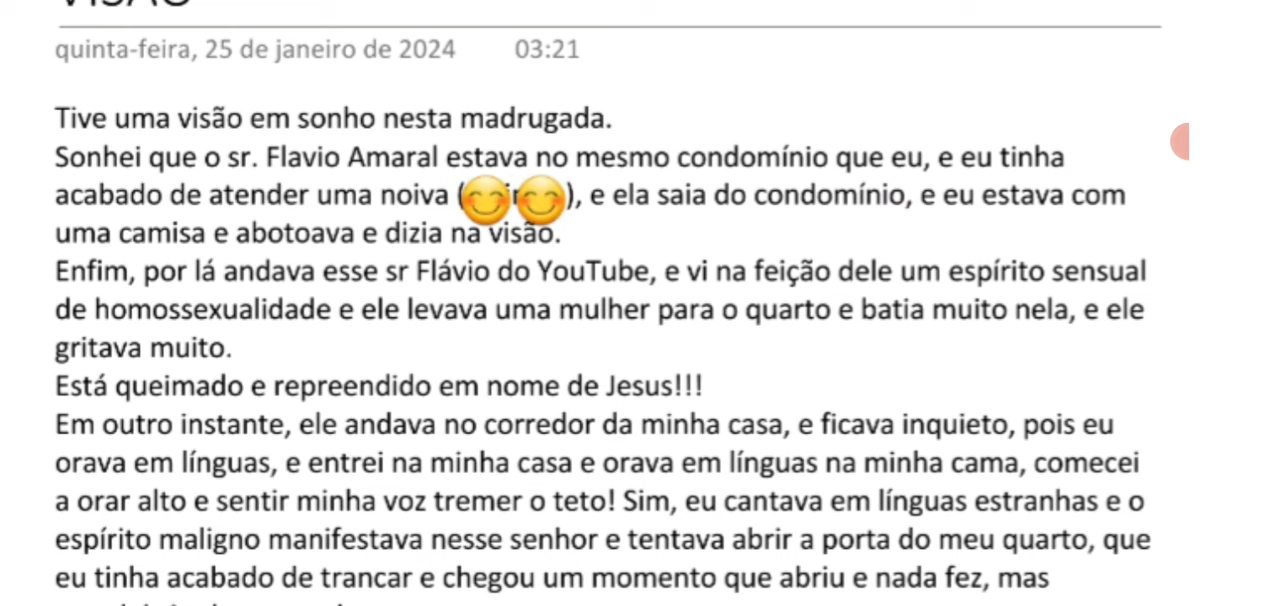 VISÃO
quinta-feira, 25 de janeiro de 2024 03:21
Tive uma visão em sonho nesta madrugada.
Sonhei que o sr. Flavio Amaral estava no mesmo condomínio que eu, e eu tinha
acabado de atender uma noiva (), e ela saia do condomínio, e eu estava com
uma camisa e abotoava e dizia na visão.
Enfim, por lá andava esse sr Flávio do YouTube, e vi na feição dele um espírito sensual
de homossexualidade e ele levava uma mulher para o quarto e batia muito nela, e ele
gritava muito.
Está queimado e repreendido em nome de Jesus!!!
Em outro instante, ele andava no corredor da minha casa, e ficava inquieto, pois eu
orava em línguas, e entrei na minha casa e orava em línguas na minha cama, comecei
a orar alto e sentir minha voz tremer o teto! Sim, eu cantava em línguas estranhas e o
espírito maligno manifestava nesse senhor e tentava abrir a porta do meu quarto, que
eu tinha acabado de trancar e chegou um momento que abriu e nada fez, mas